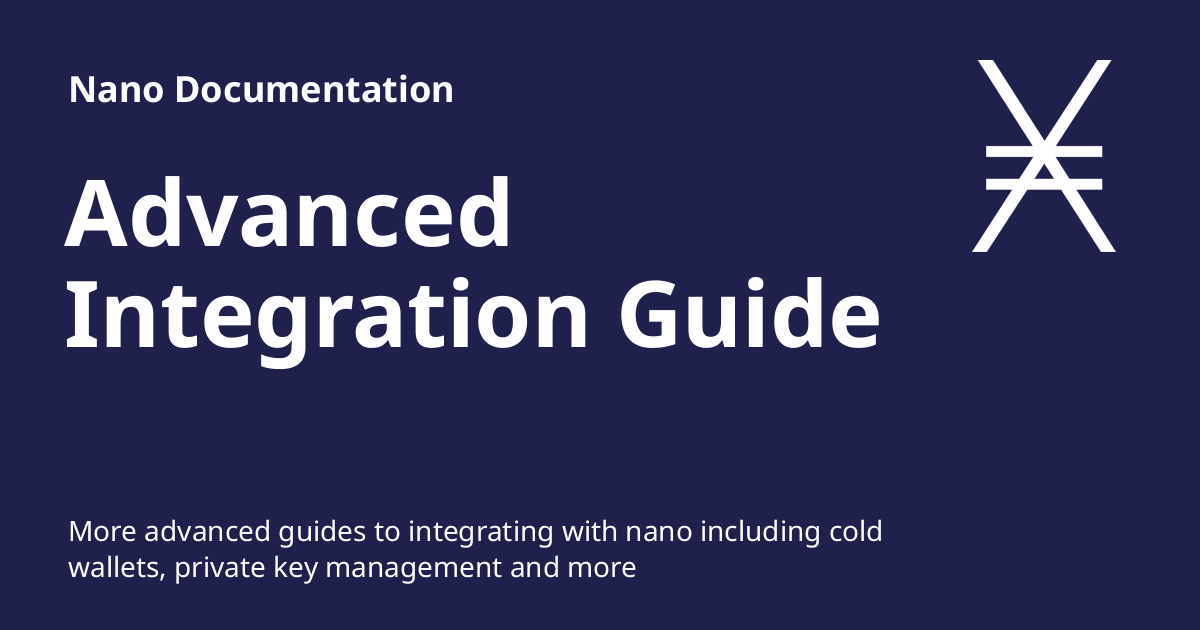 Nano Documentation
Advanced
Integration Guide
More advanced guides to integrating with nano including cold
wallets, private key management and more